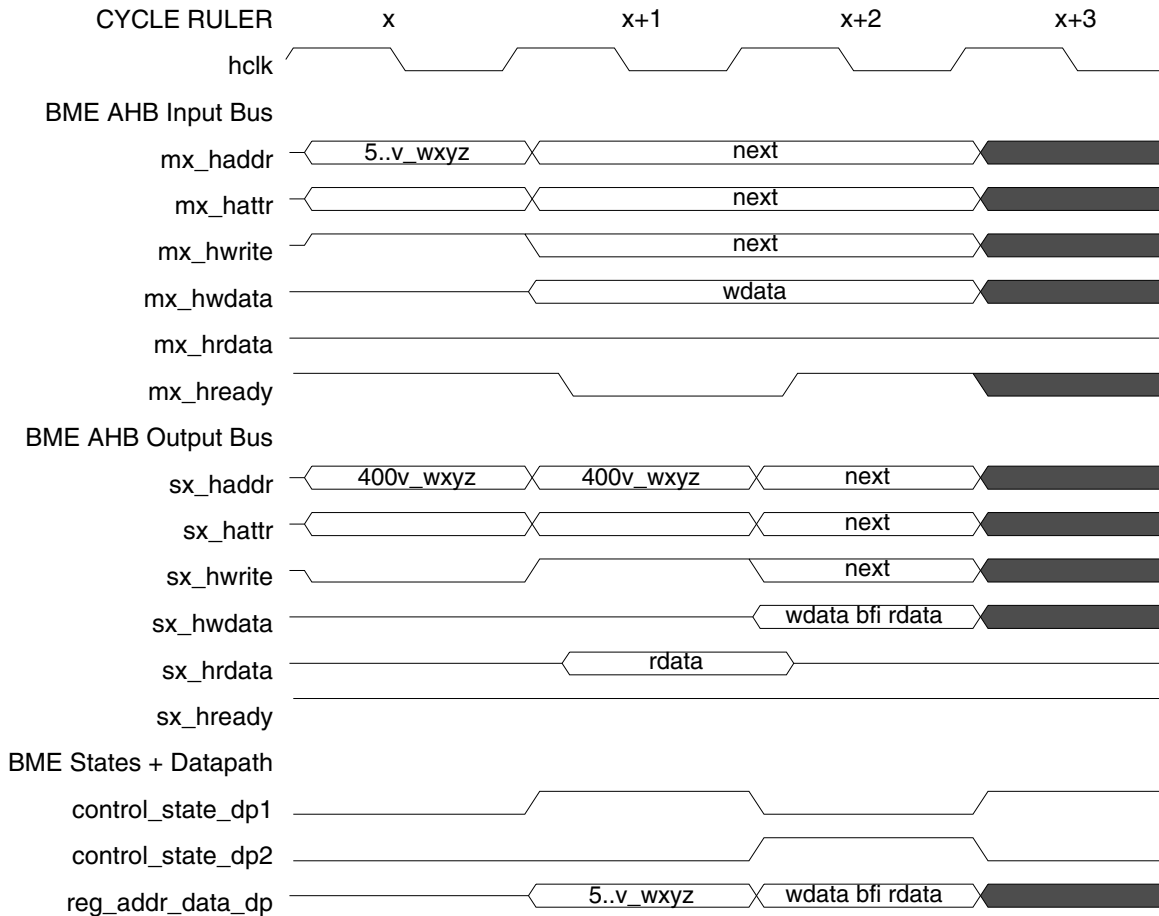 CYCLE RULER x x+1 x+2 x+3
hclk
BME AHB Input Bus
mx_haddr 5..v_wxyz next
mx_hattr next
mx_hwrite next
mx_hwdata wdata
mx_hrdata
mx_hready
BME AHB Output Bus
sx_haddr 400v_wxyz 400v_wxyz next
sx_hattr next
sx_hwrite next
sx_hwdata wdata bfi rdata
sx_hrdata rdata
sx_hready
BME States + Datapath
control_state_dp1
control_state_dp2
reg_addr_data_dp 5..v_wxyz wdata bfi rdata